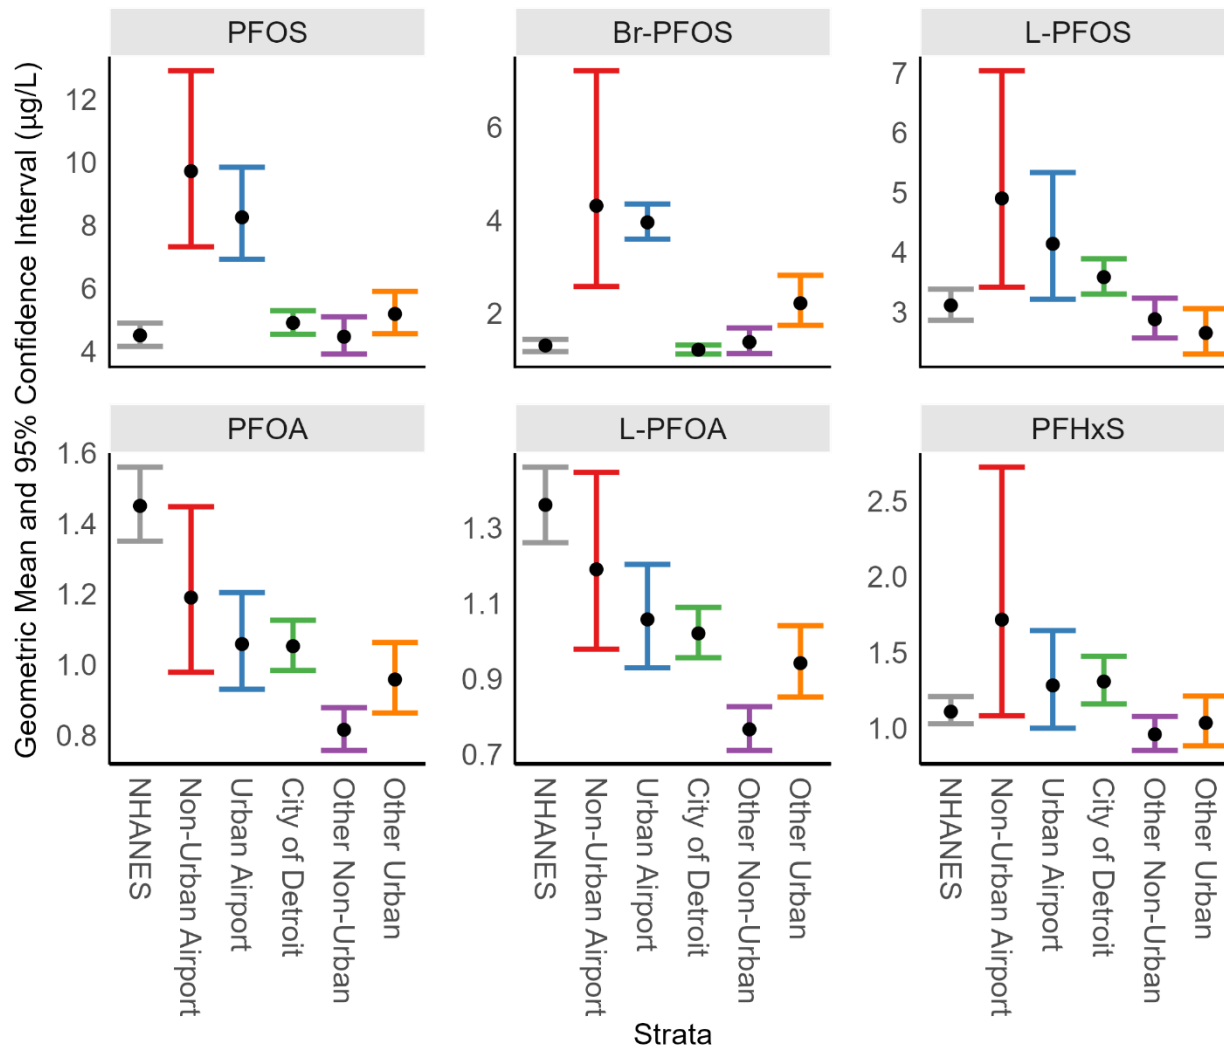 Geometric Mean and 95% Confidence Interval (µg/L)
PFOS
12
10
8
6
4
Br-PFOS
6
4
2
L-PFOS
7
6
5
4
3
PFOA
1.6
1.4
1.2
1.0
0.8
L-PFOA
1.3
1.1
0.9
0.7
PFHxS
2.5
2.0
1.5
1.0
NHANES
Non-Urban Airport
Urban Airport
City of Detroit
Other Non-Urban
Other Urban
NHANES
Non-Urban Airport
Urban Airport
City of Detroit
Other Non-Urban
Other Urban
NHANES
Non-Urban Airport
Urban Airport
City of Detroit
Other Non-Urban
Other Urban
Strata